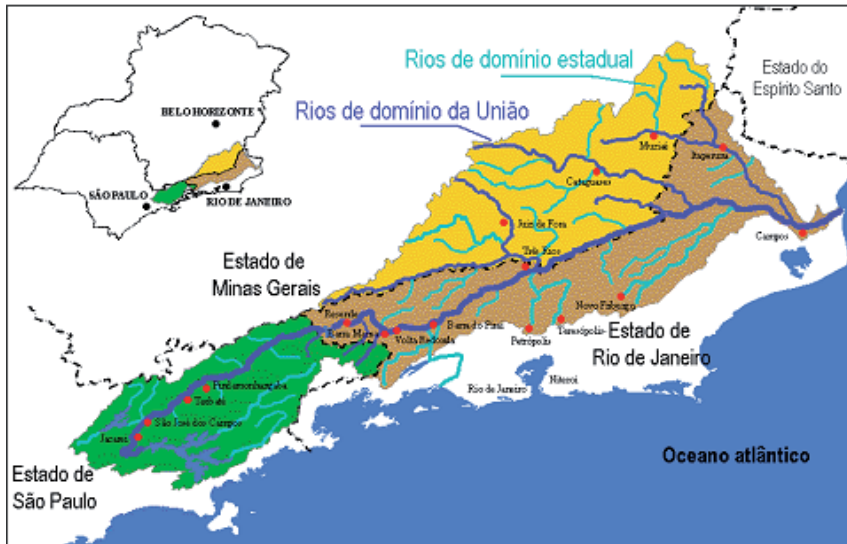 Rios de domínio estadual
Estado do
Espírito Santo
Rios de domínio da União
BELO HORIZONTE
SÃO PAULO
RIO DE JANEIRO
Muriaé
Itaperuna
Cataguases
Juiz de Fora
Campos
Três Rios
Estado de
Minas Gerais
Nova Friburgo
Resende
Barra Mansa
Volta Redonda
Barra do Piraí
Petrópolis
Teresópolis
Estado de
Rio de Janeiro
Rio de Janeiro
Niteroi
Pindamonhangaba
Taubaté
São José dos Campos
Jacareí
Oceano atlântico
Estado de
São Paulo